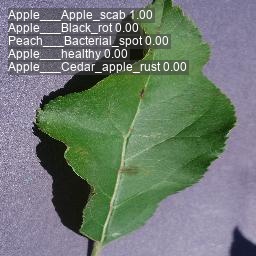 Apple___Apple_scab 1.00
Apple___Black_rot 0.00
Peach___Bacterial_spot 0.00
Apple___healthy 0.00
Apple___Cedar_apple_rust 0.00